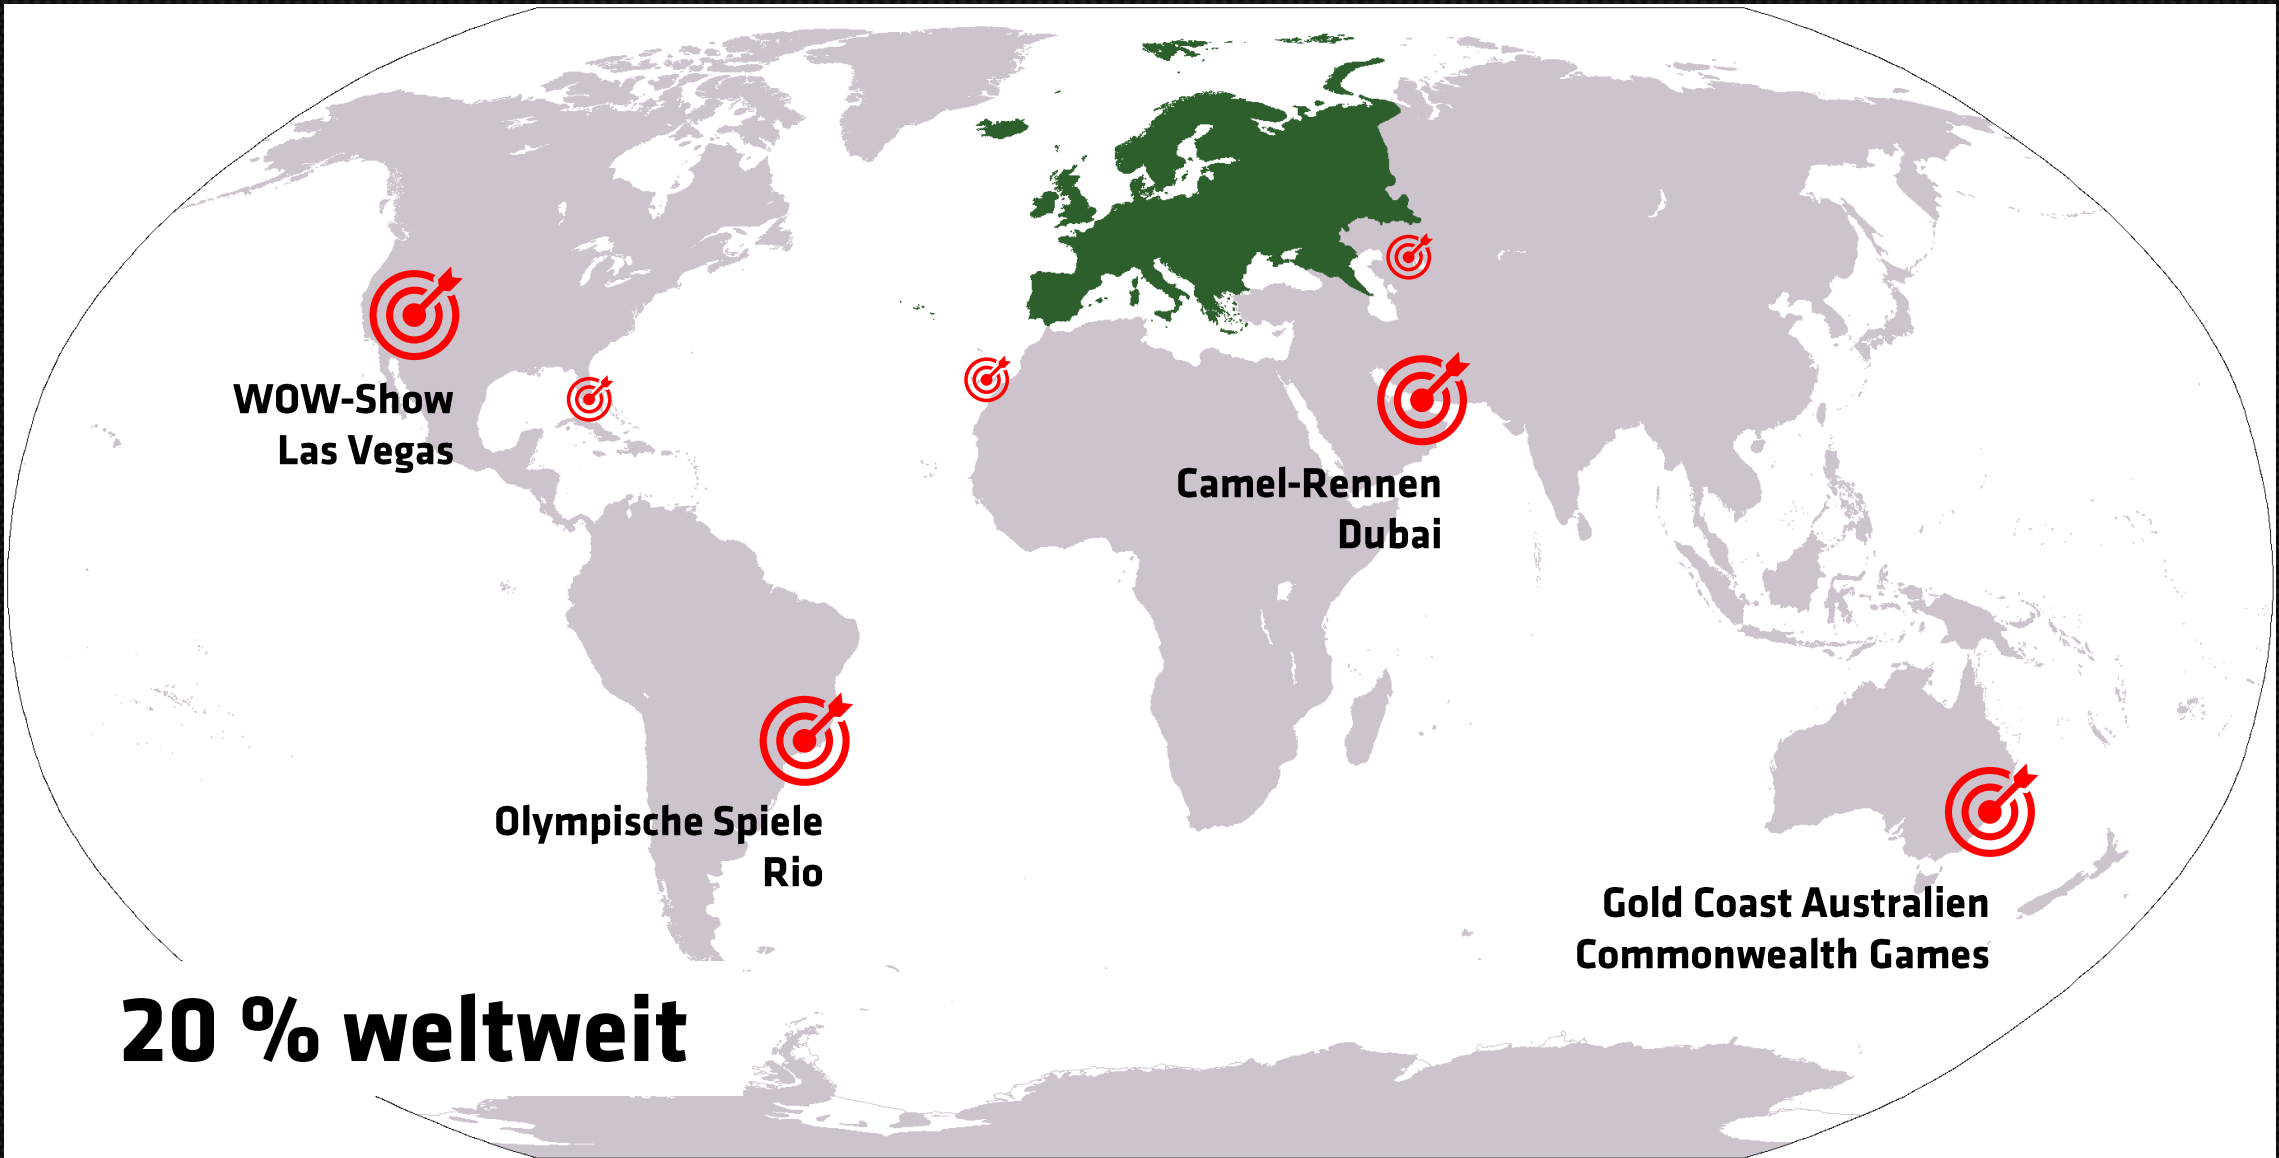 WOW-Show
Las Vegas
Camel-Rennen
Dubai
Olympische Spiele
Rio
Gold Coast Australien
Commonwealth Games
20 % weltweit